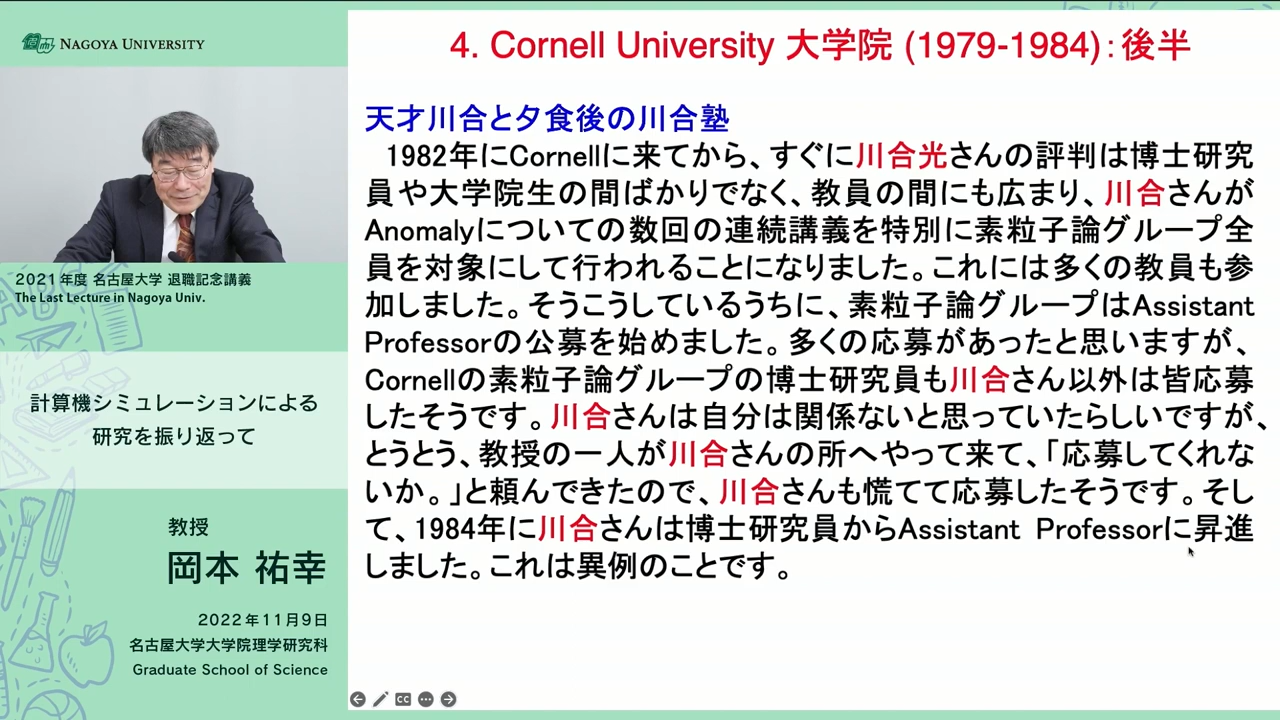 NAGOYA UNIVERSITY
2021年度 名古屋大学 退職記念講義
The Last Lecture in Nagoya Univ.
計算機シミュレーションによる
研究を振り返って
教授
岡本 祐幸
2022年11月9日
名古屋大学大学院理学研究科
Graduate School of Science
4. Cornell University 大学院 (1979-1984):後半
天才川合と夕食後の川合塾
1982年にCornellに来てから、すぐに川合光さんの評判は博士研究
員や大学院生の間ばかりでなく、教員の間にも広まり、川合さんが
Anomalyについての数回の連続講義を特別に素粒子論グループ全
員を対象にして行われることになりました。これには多くの教員も参
加しました。そうこうしているうちに、素粒子論グループはAssistant
Professorの公募を始めました。多くの応募があったと思いますが、
Cornellの素粒子論グループの博士研究員も川合さん以外は皆応募
したそうです。川合さんは自分は関係ないと思っていたらしいですが、
とうとう、教授の一人が川合さんの所へやって来て、「応募してくれな
いか。」と頼んできたので、川合さんも慌てて応募したそうです。そし
て、1984年に川合さんは博士研究員からAssistant Professorに昇進
しました。これは異例のことです。